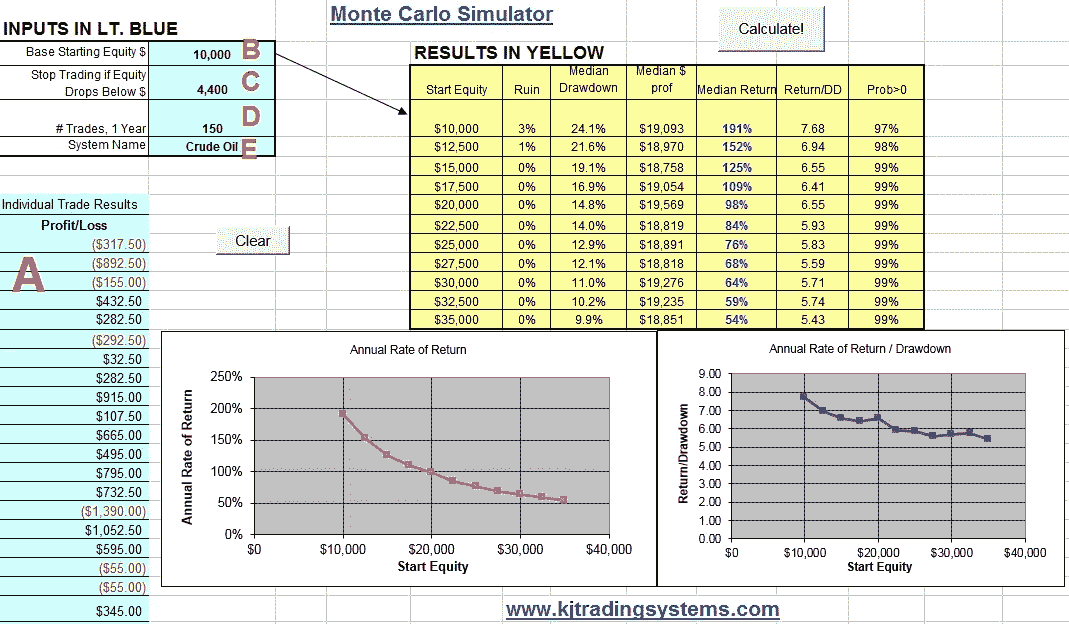 Monte Carlo Simulator
Calculate!
INPUTS IN LT. BLUE
Base Starting Equity $ 10,000 B
Stop Trading if Equity
Drops Below $ 4,400 C
D
# Trades, 1 Year 150
System Name Crude Oil E
RESULTS IN YELLOW
Start Equity Ruin Median Drawdown Median $ prof Median Return Return/DD Prob>0
$10,000 3% 24.1% $19,093 191% 7.68 97%
$12,500 1% 21.6% $18,970 152% 6.94 98%
$15,000 0% 19.1% $18,758 125% 6.55 99%
$17,500 0% 16.9% $19,054 109% 6.41 99%
$20,000 0% 14.8% $19,569 98% 6.55 99%
$22,500 0% 14.0% $18,819 84% 5.93 99%
$25,000 0% 12.9% $18,891 76% 5.83 99%
$27,500 0% 12.1% $18,818 68% 5.59 99%
$30,000 0% 11.0% $19,276 64% 5.71 99%
$32,500 0% 10.2% $19,235 59% 5.74 99%
$35,000 0% 9.9% $18,851 54% 5.43 99%
Individual Trade Results
Profit/Loss
Clear
A
($317.50)
($892.50)
($155.00)
$432.50
$282.50
($292.50)
$32.50
$282.50
$915.00
$107.50
$665.00
$495.00
$795.00
$732.50
($1,390.00)
$1,052.50
$595.00
($55.00)
($55.00)
$345.00
Annual Rate of Return
Annual Rate of Return
250%
200%
150%
100%
50%
0%
$0 $10,000 $20,000 $30,000 $40,000
Start Equity
Annual Rate of Return / Drawdown
Return/Drawdown
9.00
8.00
7.00
6.00
5.00
4.00
3.00
2.00
1.00
0.00
$0 $10,000 $20,000 $30,000 $40,000
Start Equity
www.kjtradingsystems.com